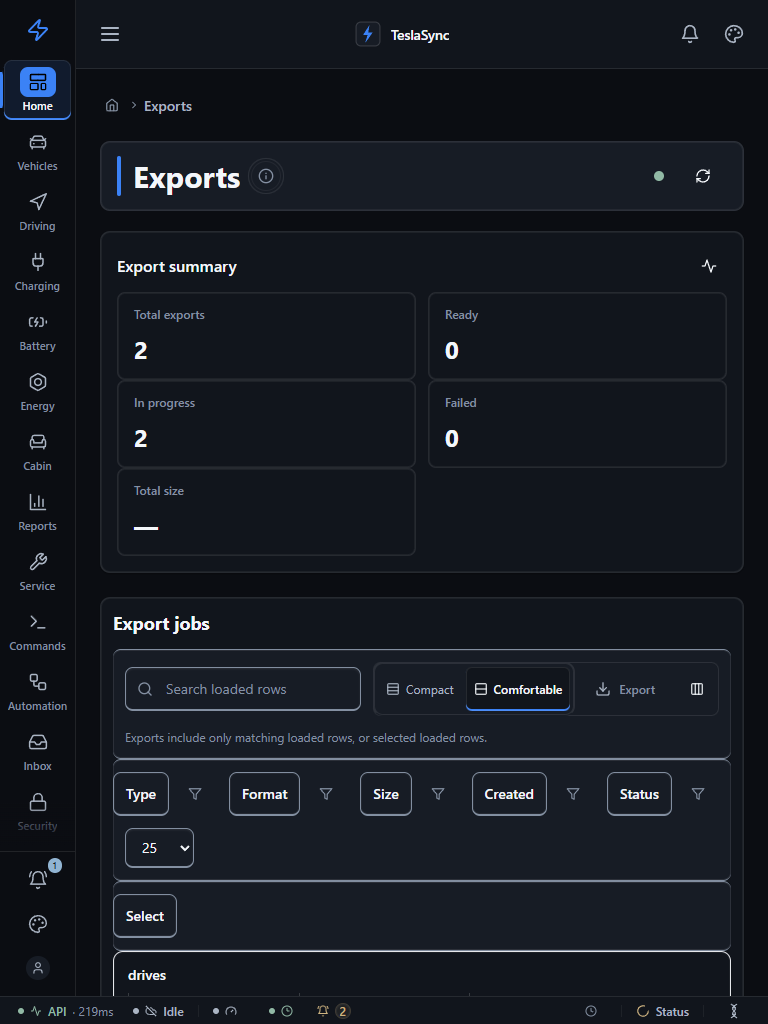 TeslaSync
Home
Vehicles
Driving
Charging
Battery
Energy
Cabin
Reports
Service
Commands
Automation
Inbox
Security
1
Exports
Exports
Export summary
Total exports
2
Ready
0
In progress
2
Failed
0
Total size
—
Export jobs
Search loaded rows
Compact
Comfortable
Export
Exports include only matching loaded rows, or selected loaded rows.
Type
Format
Size
Created
Status
25
Select
drives
API · 219ms
Idle
2
Status